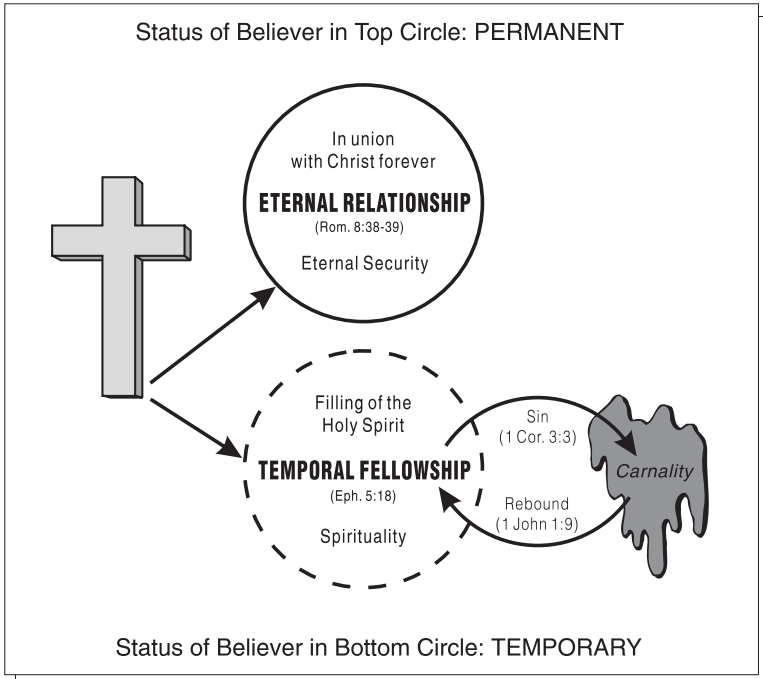 Status of Believer in Top Circle: PERMANENT
In union
with Christ forever
ETERNAL RELATIONSHIP
(Rom. 8:38-39)
Eternal Security
Filling of the
Holy Spirit
TEMPORAL FELLOWSHIP
(Eph. 5:18)
Spirituality
Sin
(1 Cor. 3:3)
Carnality
Rebound
(1 John 1:9)
Status of Believer in Bottom Circle: TEMPORARY